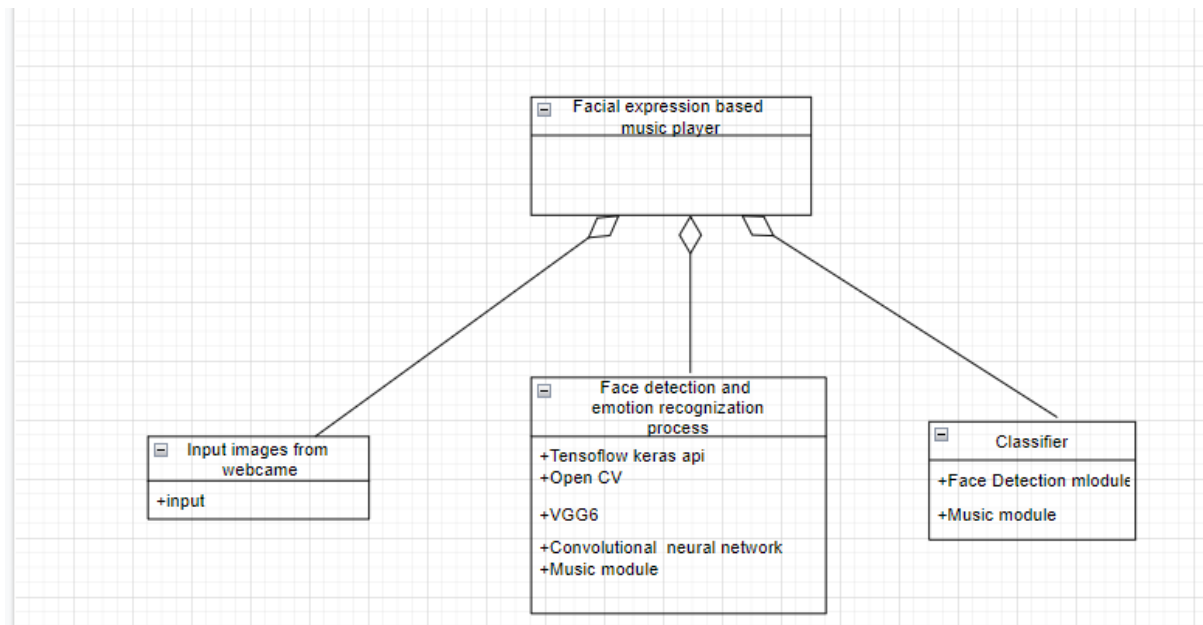 Facial expression based
music player
Input images from
webcame
+input
Face detection and
emotion recognization
process
+Tensoflow keras api
+Open CV
+VGG6
+Convolutional neural network
+Music module
Classifier
+Face Detection mlodule
+Music module